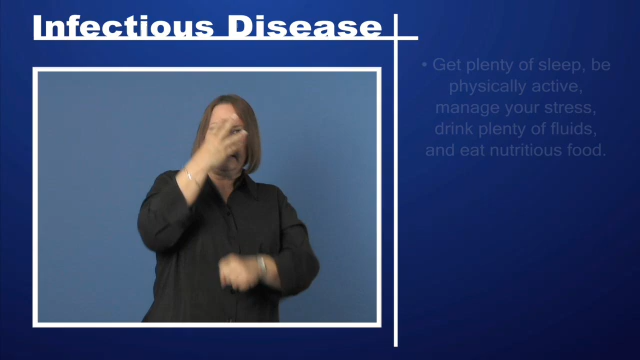 Infectious Disease
• Get plenty of sleep, be
physically active,
manage your stress,
drink plenty of fluids,
and eat nutritious food.